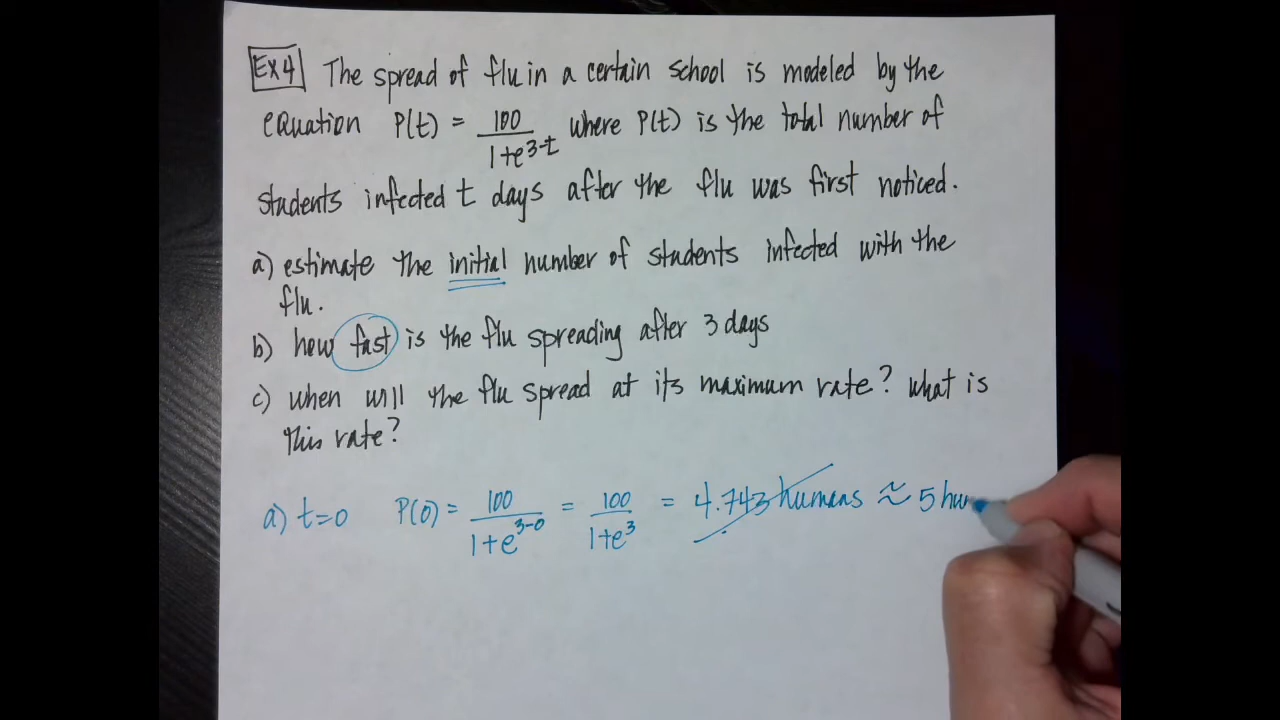 Ex4 The spread of flu in a certain school is modeled by the
equation P(t) = 100/(1+e^(3-t)) where P(t) is the total number of
students infected t days after the flu was first noticed.
a) estimate the initial number of students infected with the
flu.
b) how fast is the flu spreading after 3 days
c) when will the flu spread at its maximum rate? what is
this rate?
a) t=0 P(0) = 100/(1+e^(3-0)) = 100/(1+e^3) = 4.743 humans ≈ 5 hum